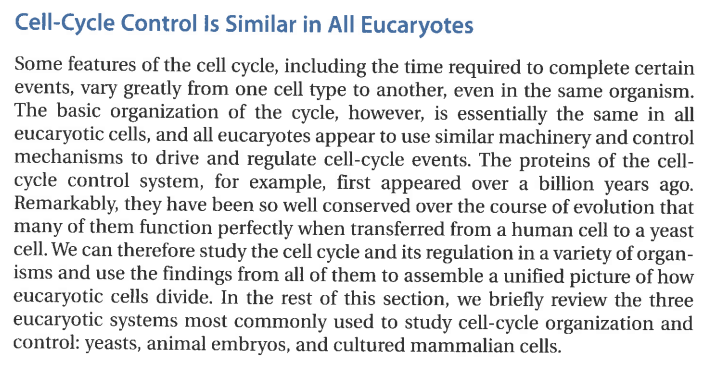 Cell-Cycle Control Is Similar in All Eucaryotes
Some features of the cell cycle, including the time required to complete certain
events, vary greatly from one cell type to another, even in the same organism.
The basic organization of the cycle, however, is essentially the same in all
eucaryotic cells, and all eucaryotes appear to use similar machinery and control
mechanisms to drive and regulate cell-cycle events. The proteins of the cell-
cycle control system, for example, first appeared over a billion years ago.
Remarkably, they have been so well conserved over the course of evolution that
many of them function perfectly when transferred from a human cell to a yeast
cell. We can therefore study the cell cycle and its regulation in a variety of organ-
isms and use the findings from all of them to assemble a unified picture of how
eucaryotic cells divide. In the rest of this section, we briefly review the three
eucaryotic systems most commonly used to study cell-cycle organization and
control: yeasts, animal embryos, and cultured mammalian cells.